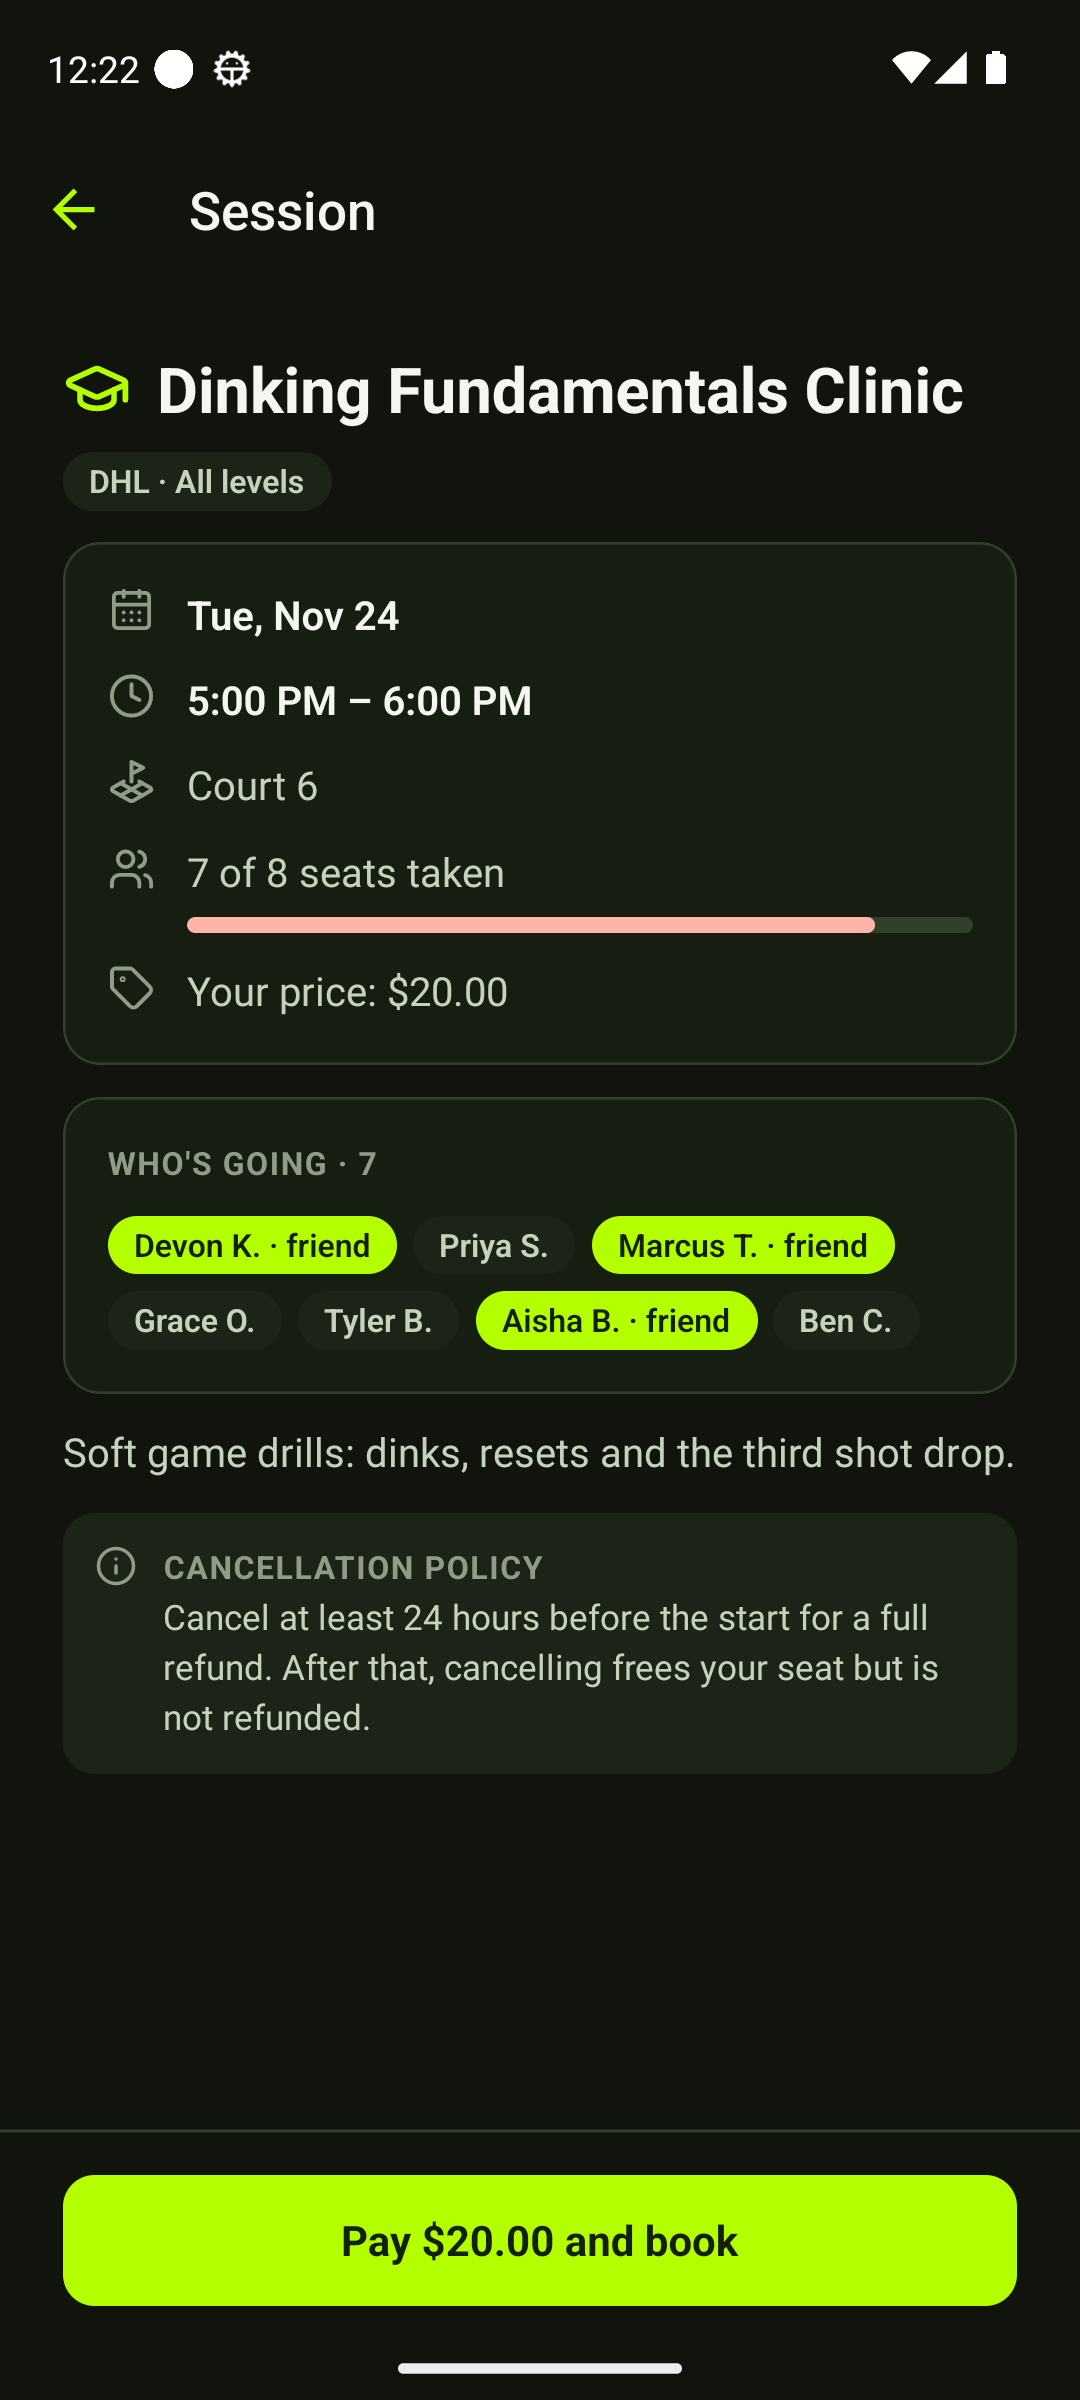 12:22
Session
Dinking Fundamentals Clinic
DHL · All levels
Tue, Nov 24
5:00 PM – 6:00 PM
Court 6
7 of 8 seats taken
Your price: $20.00
WHO'S GOING · 7
Devon K. · friend Priya S. Marcus T. · friend
Grace O. Tyler B. Aisha B. · friend Ben C.
Soft game drills: dinks, resets and the third shot drop.
CANCELLATION POLICY
Cancel at least 24 hours before the start for a full
refund. After that, cancelling frees your seat but is
not refunded.
Pay $20.00 and book